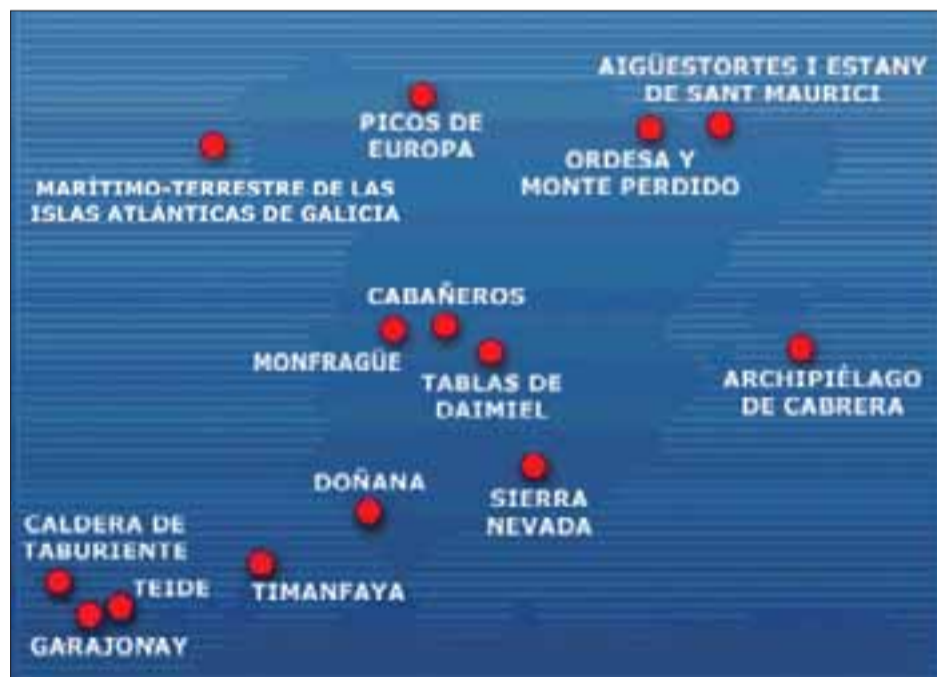 AIGÜESTORTES I ESTANY
DE SANT MAURICI
PICOS DE
EUROPA
ORDESA Y
MONTE PERDIDO
MARÍTIMO-TERRESTRE DE LAS
ISLAS ATLÁNTICAS DE GALICIA
CABAÑEROS
MONFRAGÜE
TABLAS DE
DAIMIEL
ARCHIPIÉLAGO
DE CABRERA
DOÑANA
SIERRA
NEVADA
CALDERA DE
TABURIENTE
TEIDE
TIMANFAYA
GARAJONAY